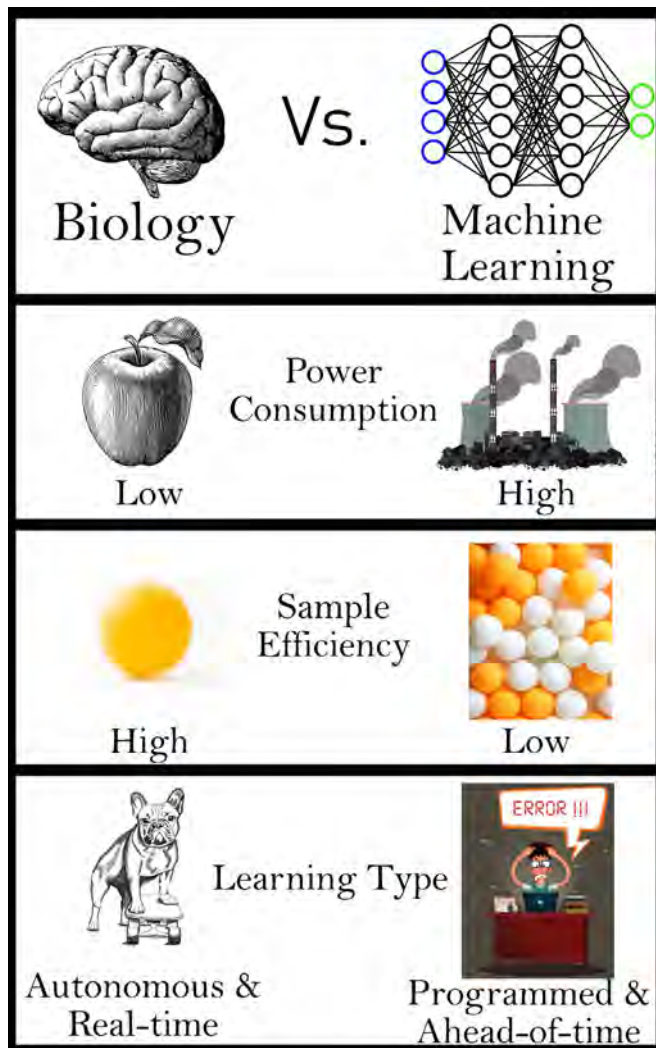 Vs.
Biology
Machine
Learning
Power
Consumption
Low
High
Sample
Efficiency
High
Low
ERROR !!!
Learning Type
Autonomous &
Real-time
Programmed &
Ahead-of-time